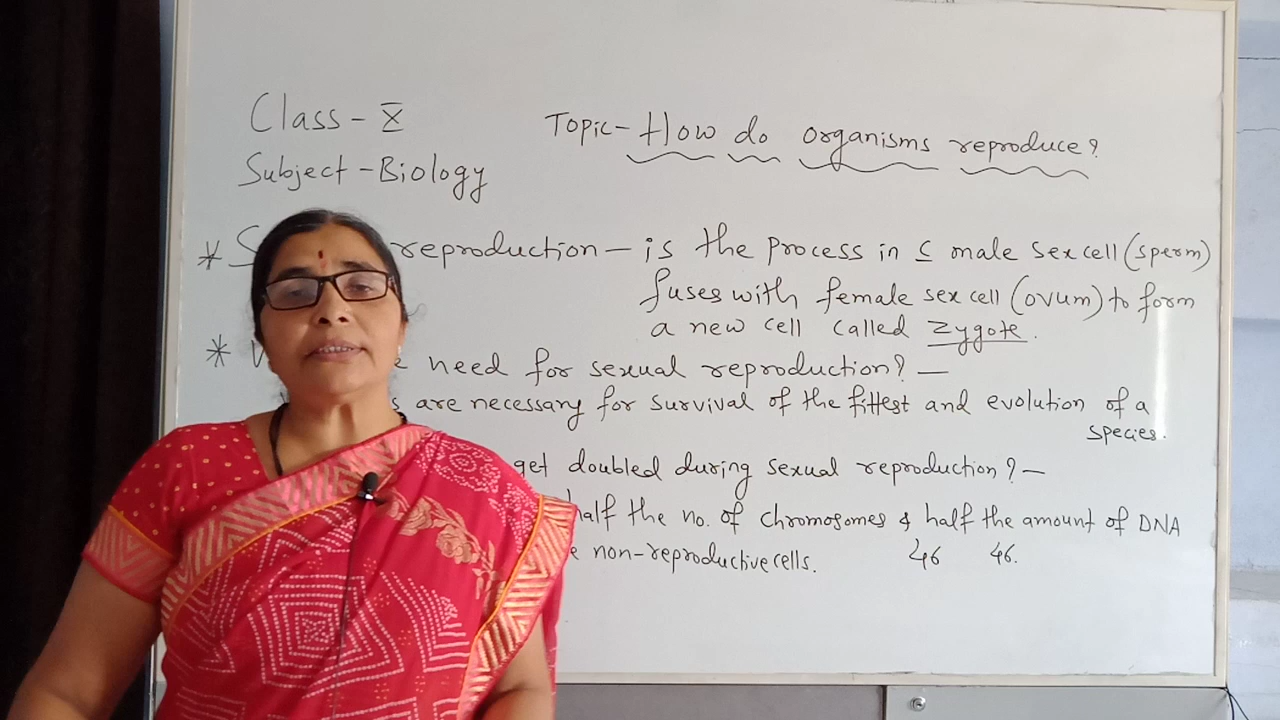 Class - X
Subject - Biology
Topic - How do organisms reproduce?
* S reproduction - is the process in c male sex cell (sperm)
fuses with female sex cell (ovum) to form
a new cell called zygote.
* need for sexual reproduction? -
s are necessary for survival of the fittest and evolution of a
species.
get doubled during sexual reproduction? -
half the no. of chromosomes & half the amount of DNA
non-reproductive cells. 46 46.